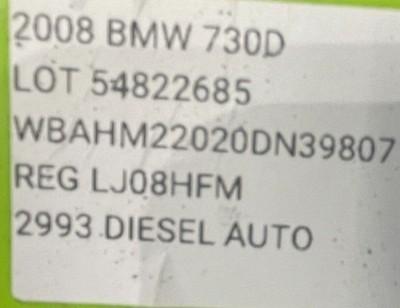 2008 BMW 730D
LOT 54822685
WBAHM22020DN39807
REG LJ08HFM
2993 DIESEL AUTO